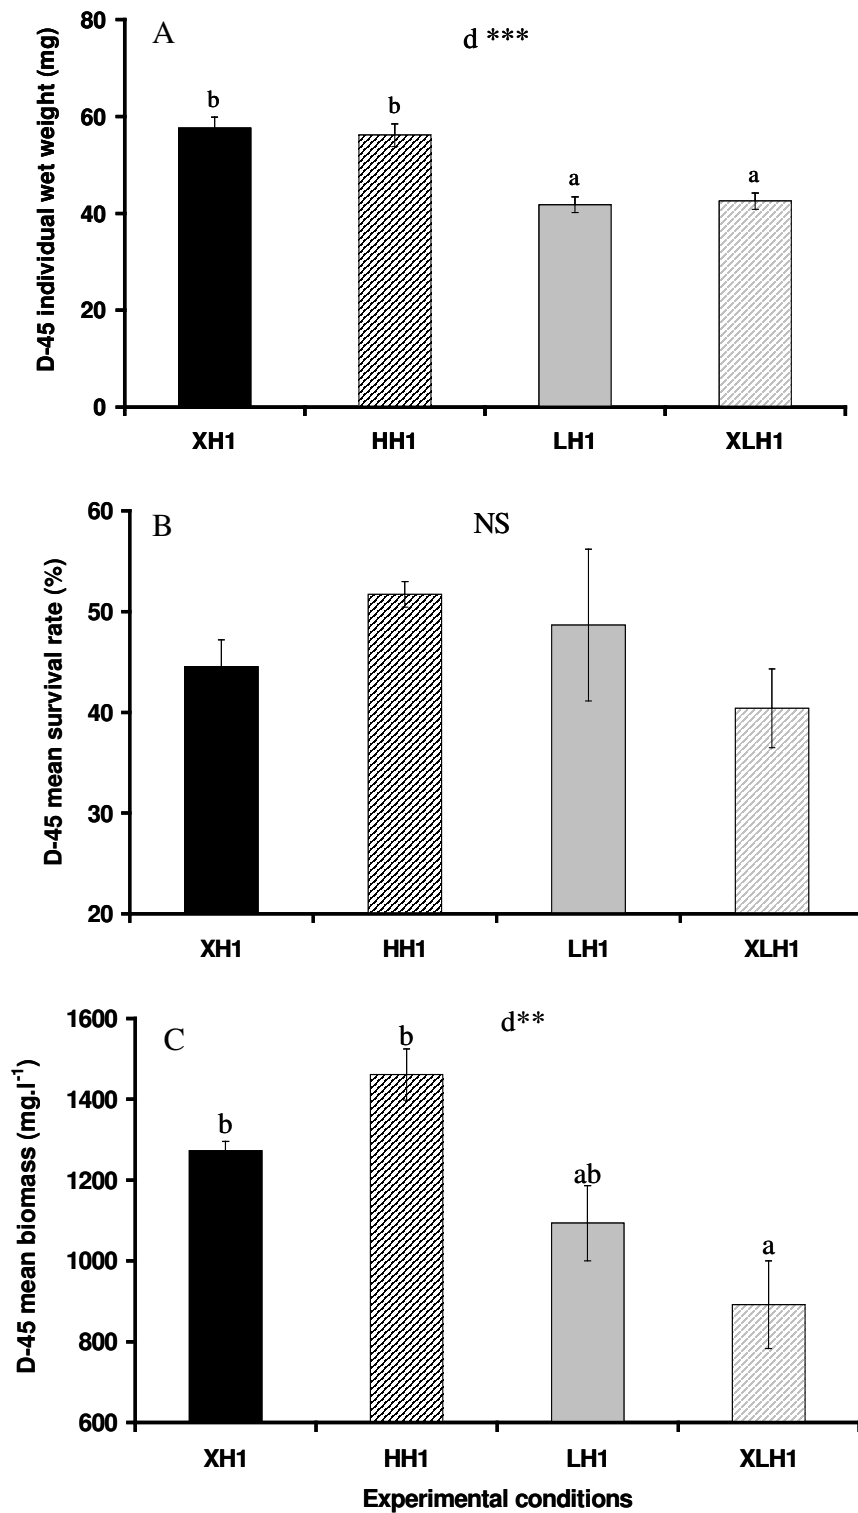 A
d ***
D-45 individual wet weight (mg)
80
60
40
20
0
b
b
a
a
XH1 HH1 LH1 XLH1
B
NS
D-45 mean survival rate (%)
60
50
40
30
20
XH1 HH1 LH1 XLH1
C
d**
D-45 mean biomass (mg.l⁻¹)
1600
1400
1200
1000
800
600
b
b
ab
a
XH1 HH1 LH1 XLH1
Experimental conditions